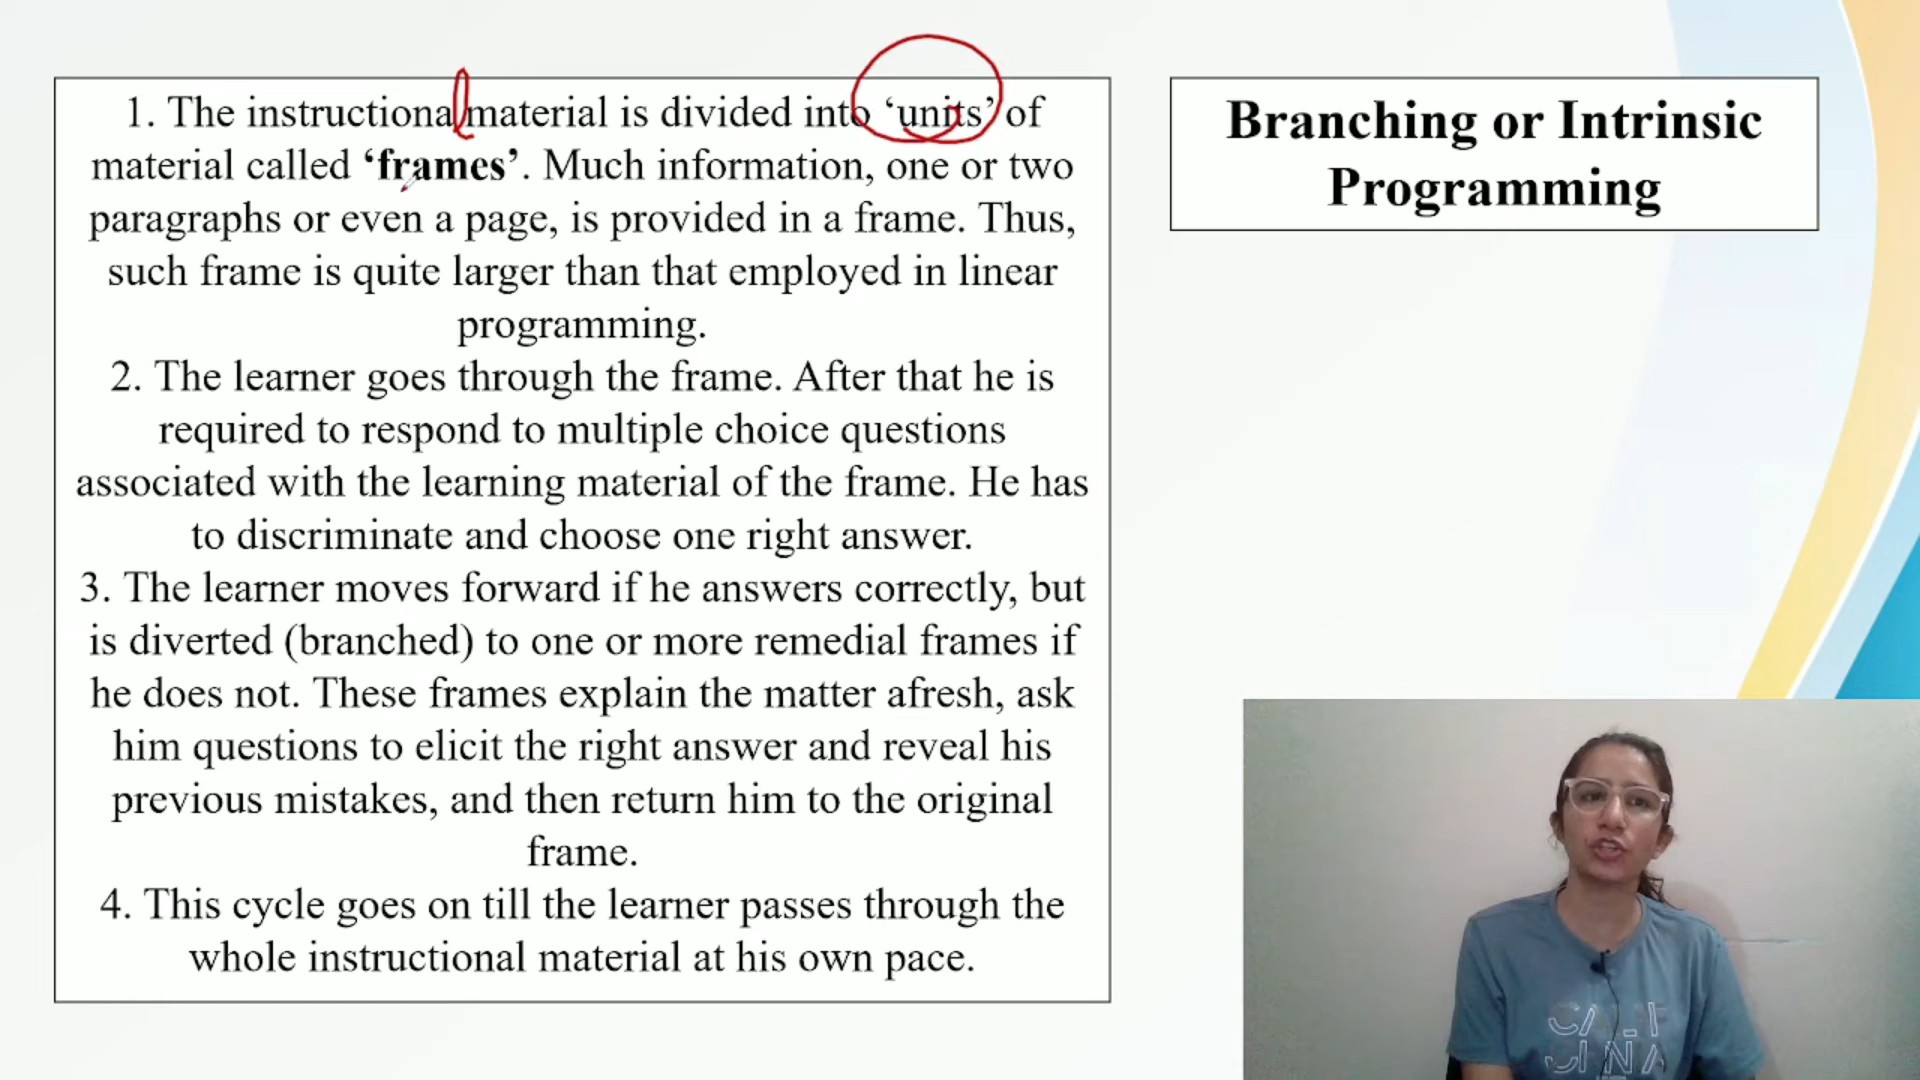 1. The instructional material is divided into ‘units’ of
material called ‘frames’. Much information, one or two
paragraphs or even a page, is provided in a frame. Thus,
such frame is quite larger than that employed in linear
programming.
2. The learner goes through the frame. After that he is
required to respond to multiple choice questions
associated with the learning material of the frame. He has
to discriminate and choose one right answer.
3. The learner moves forward if he answers correctly, but
is diverted (branched) to one or more remedial frames if
he does not. These frames explain the matter afresh, ask
him questions to elicit the right answer and reveal his
previous mistakes, and then return him to the original
frame.
4. This cycle goes on till the learner passes through the
whole instructional material at his own pace.
Branching or Intrinsic
Programming